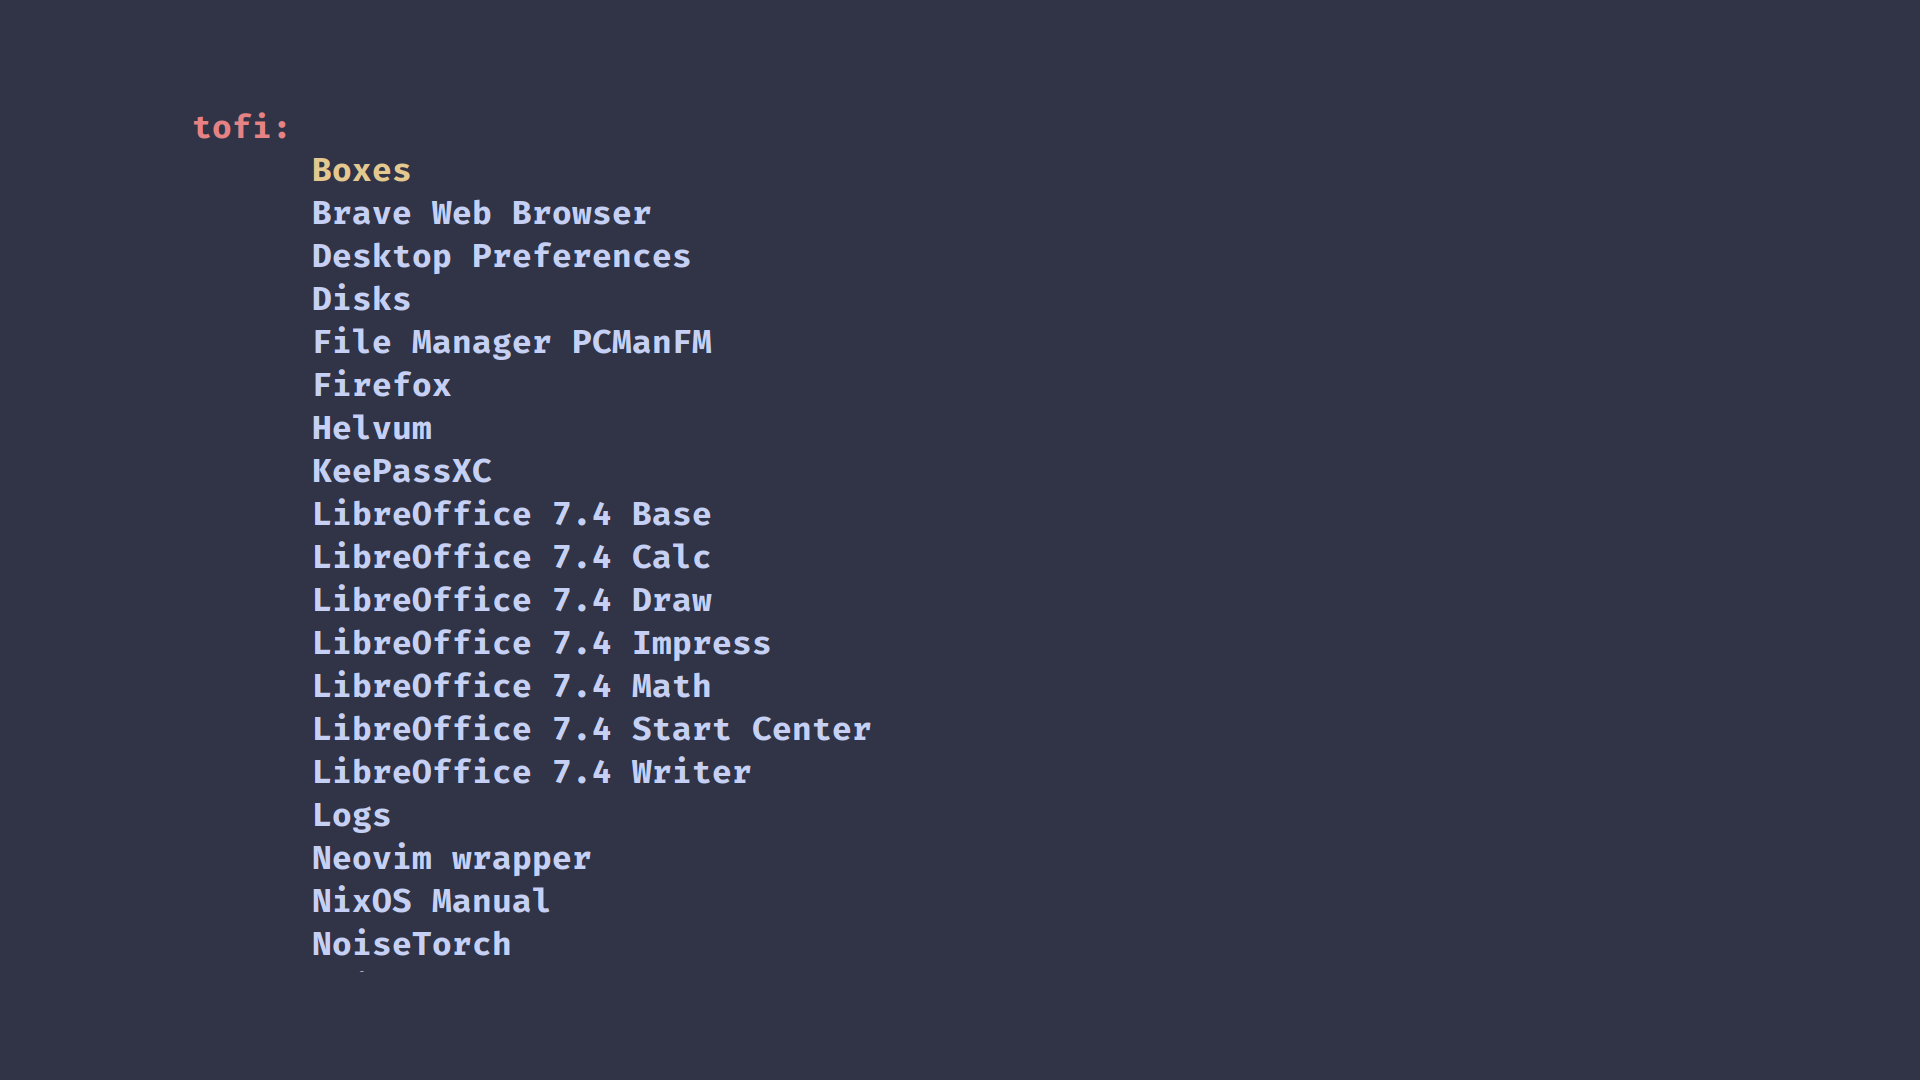 tofi:
Boxes
Brave Web Browser
Desktop Preferences
Disks
File Manager PCManFM
Firefox
Helvum
KeePassXC
LibreOffice 7.4 Base
LibreOffice 7.4 Calc
LibreOffice 7.4 Draw
LibreOffice 7.4 Impress
LibreOffice 7.4 Math
LibreOffice 7.4 Start Center
LibreOffice 7.4 Writer
Logs
Neovim wrapper
NixOS Manual
NoiseTorch